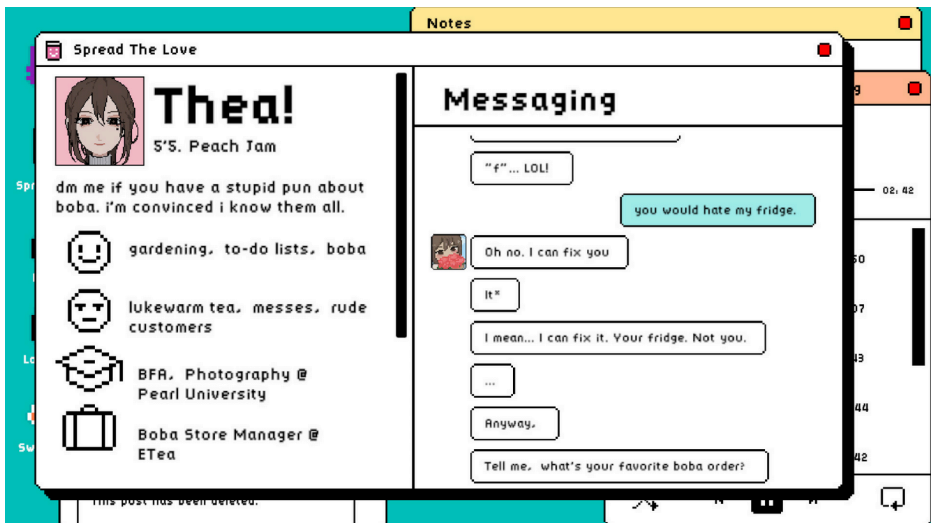 Notes
Spread The Love
Thea!
5'5. Peach Jam
dm me if you have a stupid pun about
boba. i'm convinced i know them all.
gardening, to-do lists, boba
lukewarm tea, messes, rude
customers
BFA, Photography @
Pearl University
Boba Store Manager @
ETea
Messaging
"f"... LOL!
you would hate my fridge.
Oh no. I can fix you
It*
I mean... I can fix it. Your fridge. Not you.
...
Anyway,
Tell me, what's your favorite boba order?
02:42
44
42
This post has been deleted.